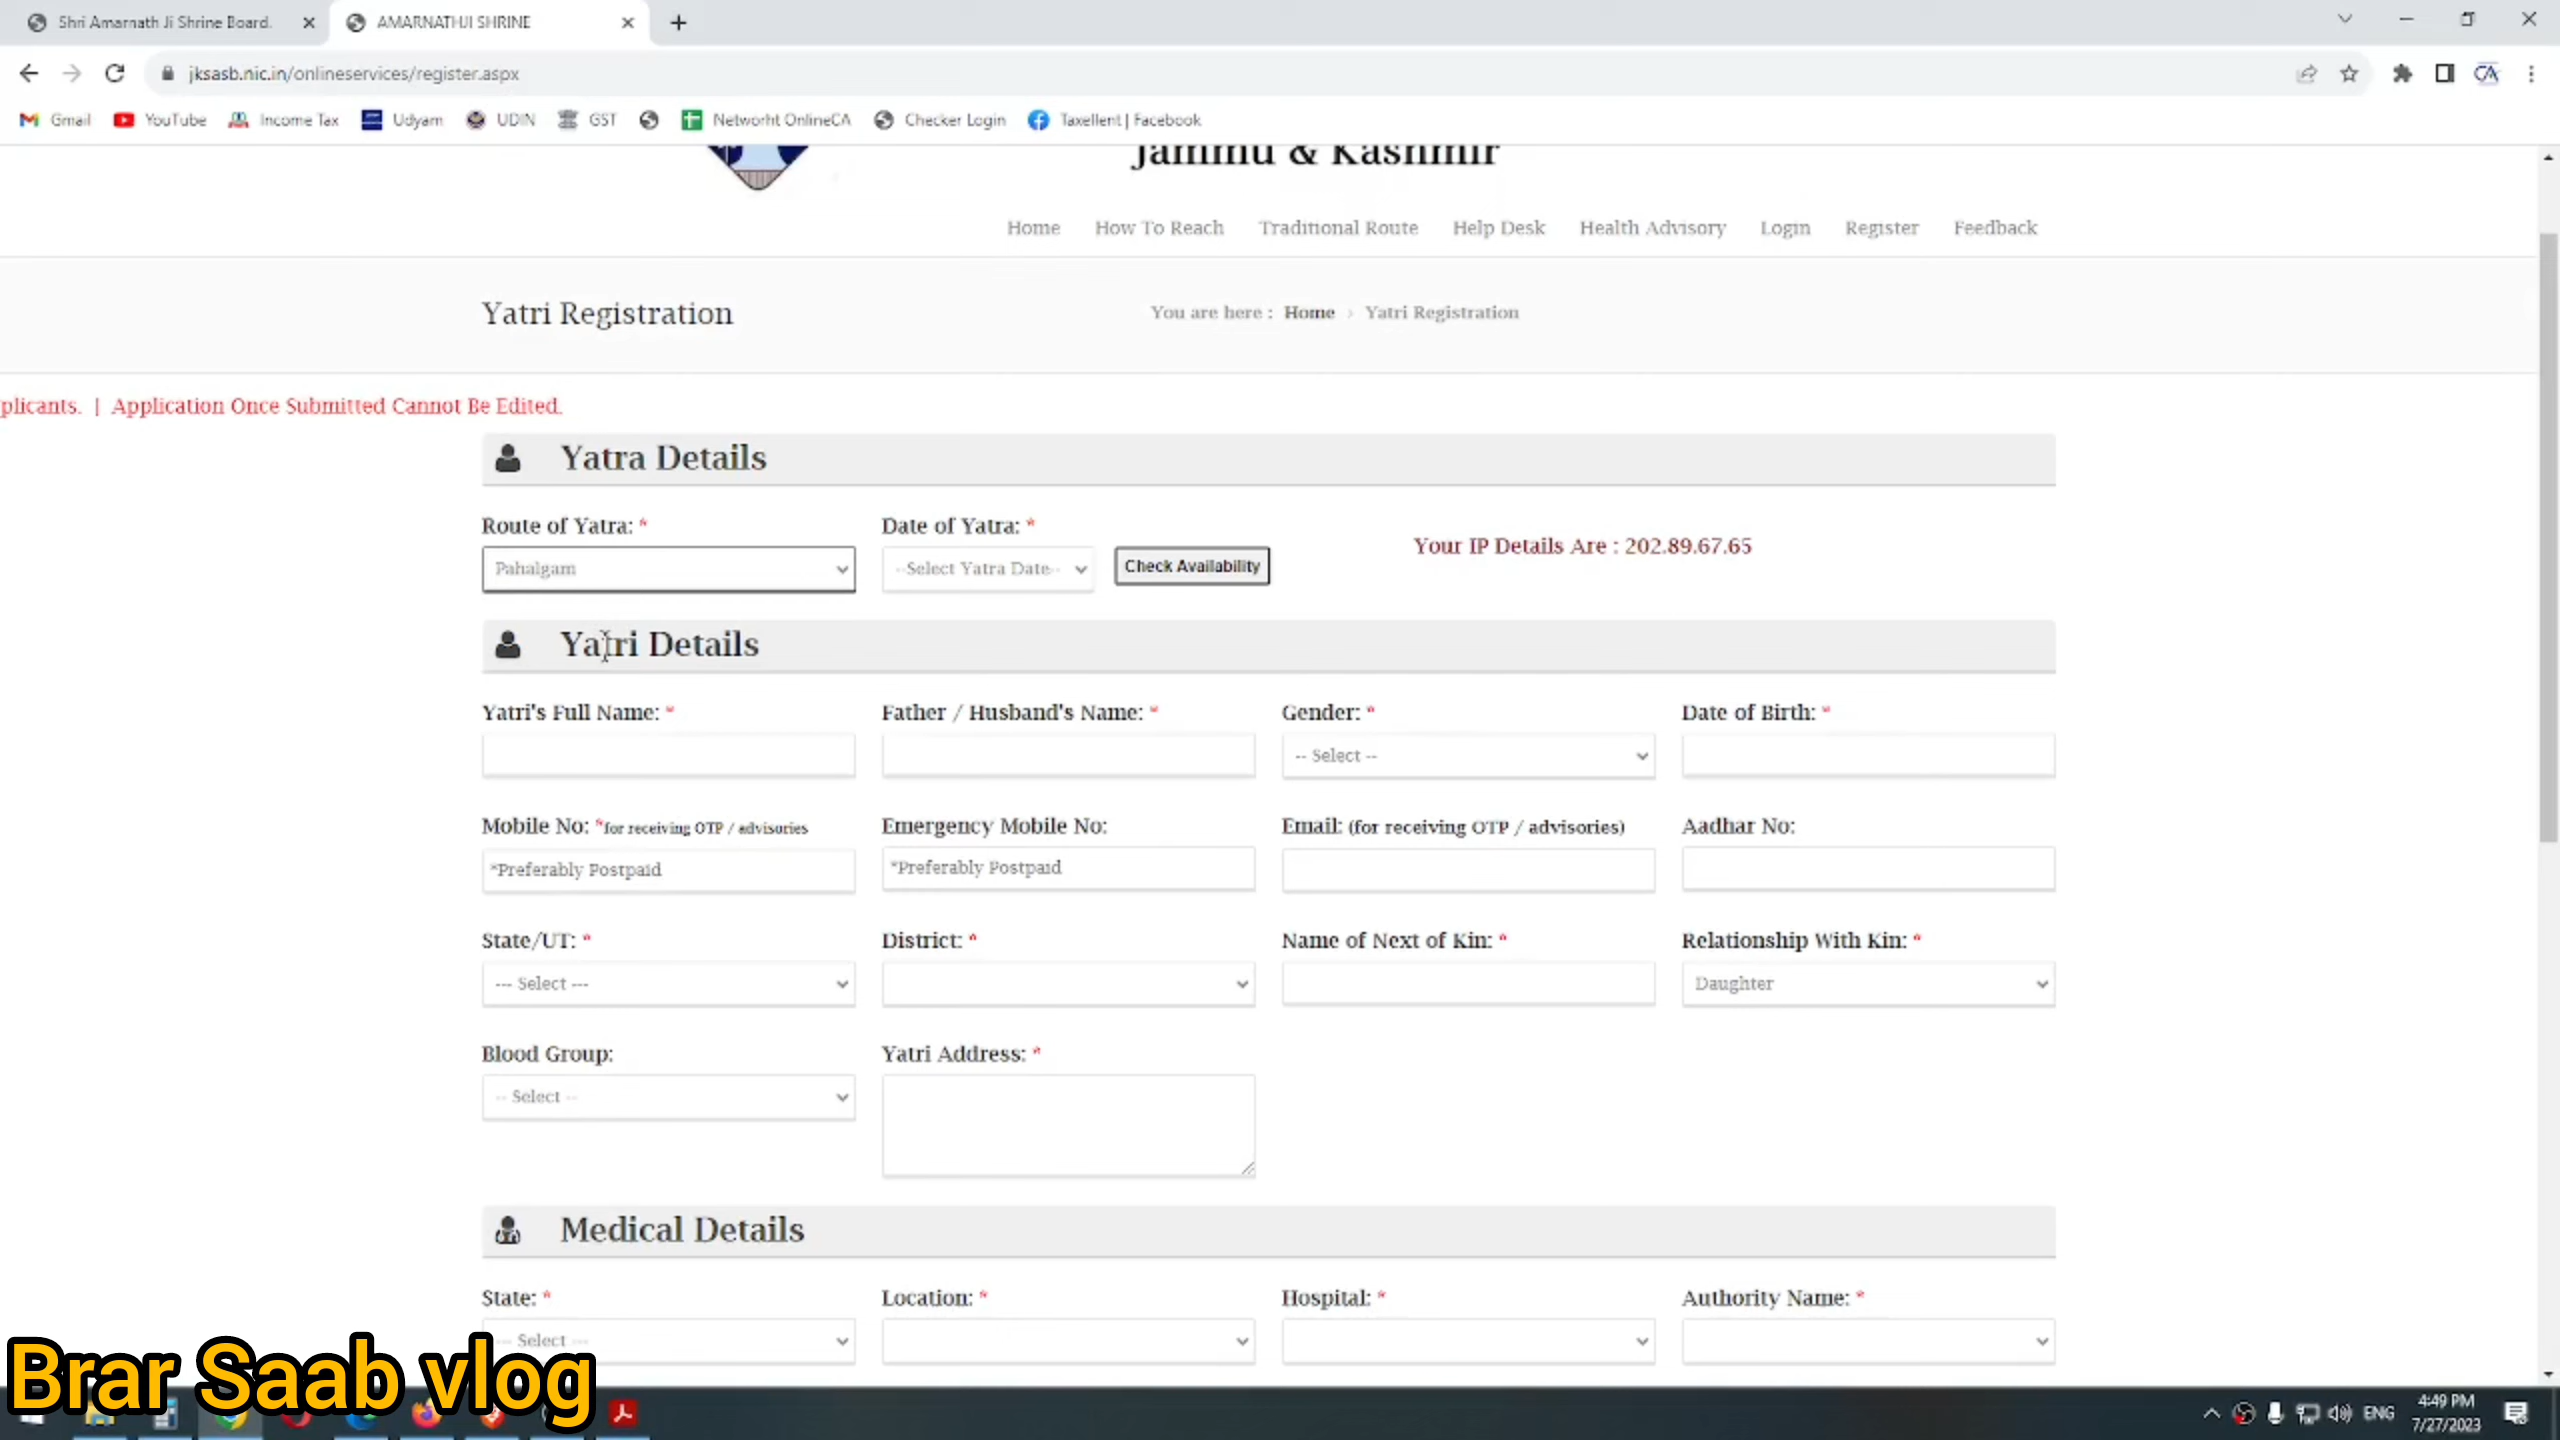 Shri Amarnath Ji Shrine Board.
AMARNATHJI SHRINE
jksasb.nic.in/onlineservices/register.aspx
Gmail YouTube Income Tax Udyam UDIN GST Networht OnlineCA Checker Login Taxellent | Facebook
Jammu & Kashmir
Home How To Reach Traditional Route Help Desk Health Advisory Login Register Feedback
Yatri Registration
You are here : Home > Yatri Registration
plicants. | Application Once Submitted Cannot Be Edited.
Yatra Details
Route of Yatra: * Date of Yatra: *
Your IP Details Are : 202.89.67.65
Pahalgam --Select Yatra Date-- Check Availability
Yatri Details
Yatri's Full Name: * Father / Husband's Name: * Gender: * Date of Birth: *
-- Select --
Mobile No: *for receiving OTP / advisories Emergency Mobile No: Email: (for receiving OTP / advisories) Aadhar No:
*Preferably Postpaid *Preferably Postpaid
State/UT: * District: * Name of Next of Kin: * Relationship With Kin: *
--- Select --- Daughter
Blood Group: Yatri Address: *
-- Select --
Medical Details
State: * Location: * Hospital: * Authority Name: *
--- Select ---
Brar Saab vlog
ENG
4:49 PM
7/27/2023